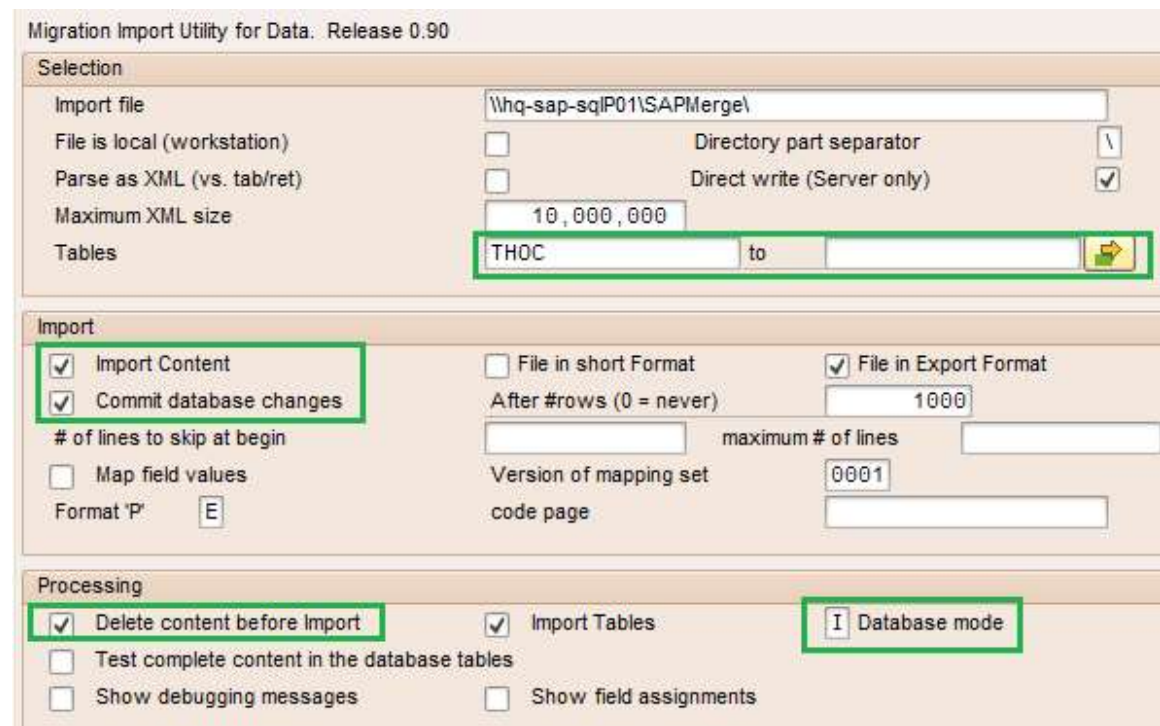 Migration Import Utility for Data. Release 0.90
Selection
Import file \\hq-sap-sqlP01\SAPMerge\
File is local (workstation) Directory part separator \
Parse as XML (vs. tab/ret) Direct write (Server only)
Maximum XML size 10,000,000
Tables THOC to
Import
Import Content File in short Format File in Export Format
Commit database changes After #rows (0 = never) 1000
# of lines to skip at begin maximum # of lines
Map field values Version of mapping set 0001
Format 'P' E code page
Processing
Delete content before Import Import Tables I Database mode
Test complete content in the database tables
Show debugging messages Show field assignments